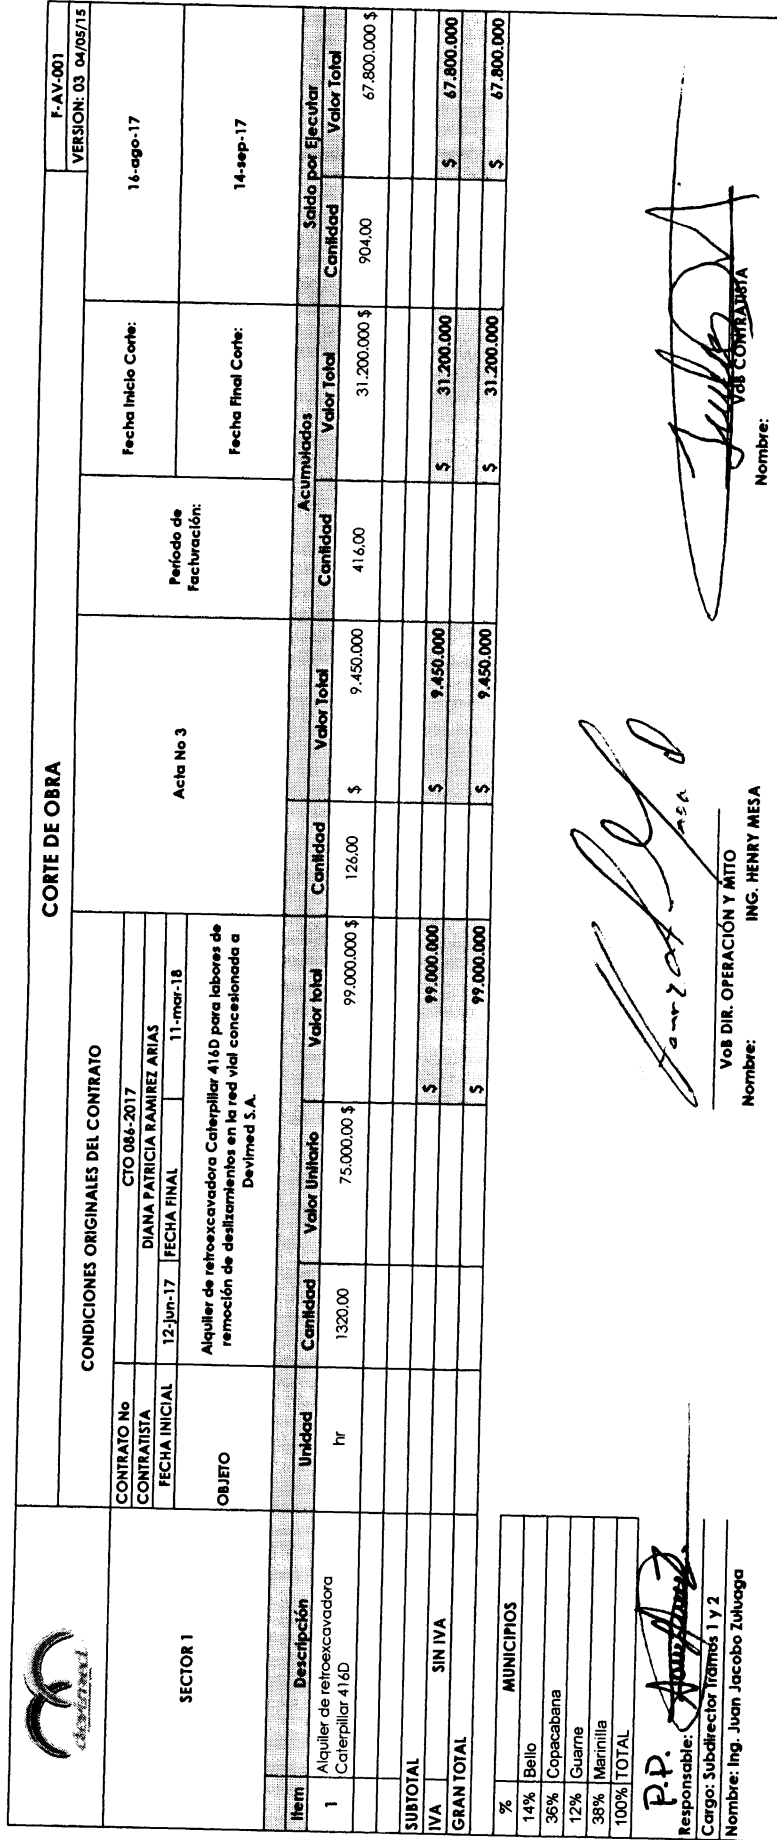 devimed
CORTE DE OBRA
F-AV-001
VERSION: 03 04/05/15
SECTOR 1
CONDICIONES ORIGINALES DEL CONTRATO
CONTRATO No CTO 086-2017
CONTRATISTA DIANA PATRICIA RAMIREZ ARIAS
FECHA INICIAL 12-jun-17 FECHA FINAL 11-mar-18
OBJETO
Alquiler de retroexcavadora Caterpillar 416D para labores de
remoción de deslizamientos en la red vial concesionada a
Devimed S.A.
Acta No 3
Período de
Facturación:
Fecha Inicio Corte: 16-ago-17
Fecha Final Corte: 14-sep-17
Acumulados Saldo por Ejecutar
Item Descripción Unidad Cantidad Valor Unitario Valor total Cantidad Valor Total Cantidad Valor Total Cantidad Valor Total
1 Alquiler de retroexcavadora
Caterpillar 416D
hr 1320.00 75.000.00 $ 99.000.000 $ 126.00 $ 9.450.000 416.00 31.200.000 $ 904.00 67.800.000 $
SUBTOTAL
IVA SIN IVA $ 99.000.000 $ 9.450.000 $ 31.200.000 $ 67.800.000
GRAN TOTAL $ 99.000.000 $ 9.450.000 $ 31.200.000 $ 67.800.000
% MUNICIPIOS
14% Bello
36% Copacabana
12% Guarne
38% Marinilla
100% TOTAL
P.P.
Responsable:
Cargo: Subdirector Tramos 1 y 2
Nombre: Ing. Juan Jacobo Zuluaga
VoB DIR. OPERACIÓN Y MTTO
Nombre: ING. HENRY MESA
VoB CONTRATISTA
Nombre: